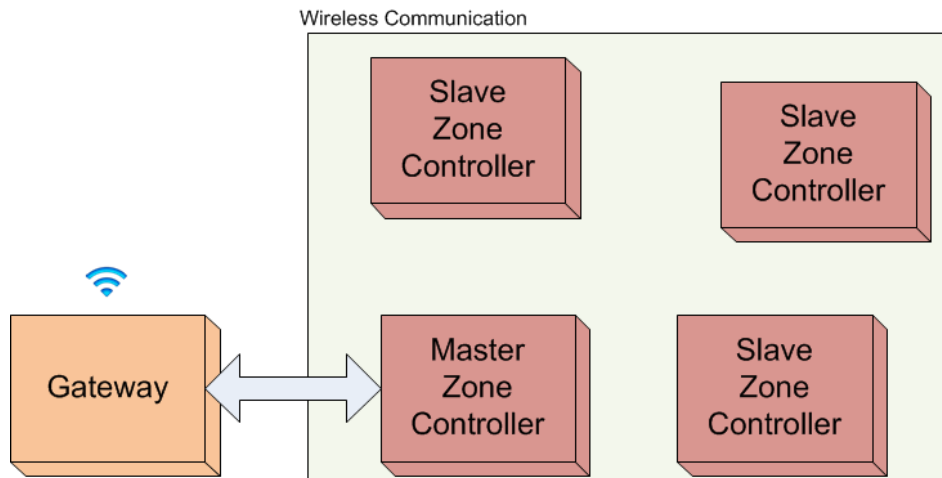 Wireless Communication
Slave
Zone
Controller
Slave
Zone
Controller
Gateway
Master
Zone
Controller
Slave
Zone
Controller